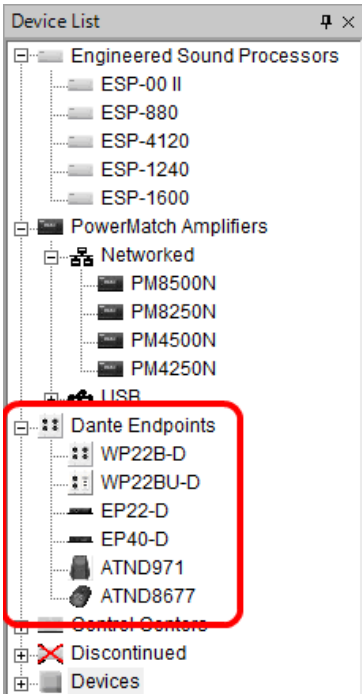 Device List
Engineered Sound Processors
ESP-00 II
ESP-880
ESP-4120
ESP-1240
ESP-1600
PowerMatch Amplifiers
Networked
PM8500N
PM8250N
PM4500N
PM4250N
USB
Dante Endpoints
WP22B-D
WP22BU-D
EP22-D
EP40-D
ATND971
ATND8677
Control Centers
Discontinued
Devices